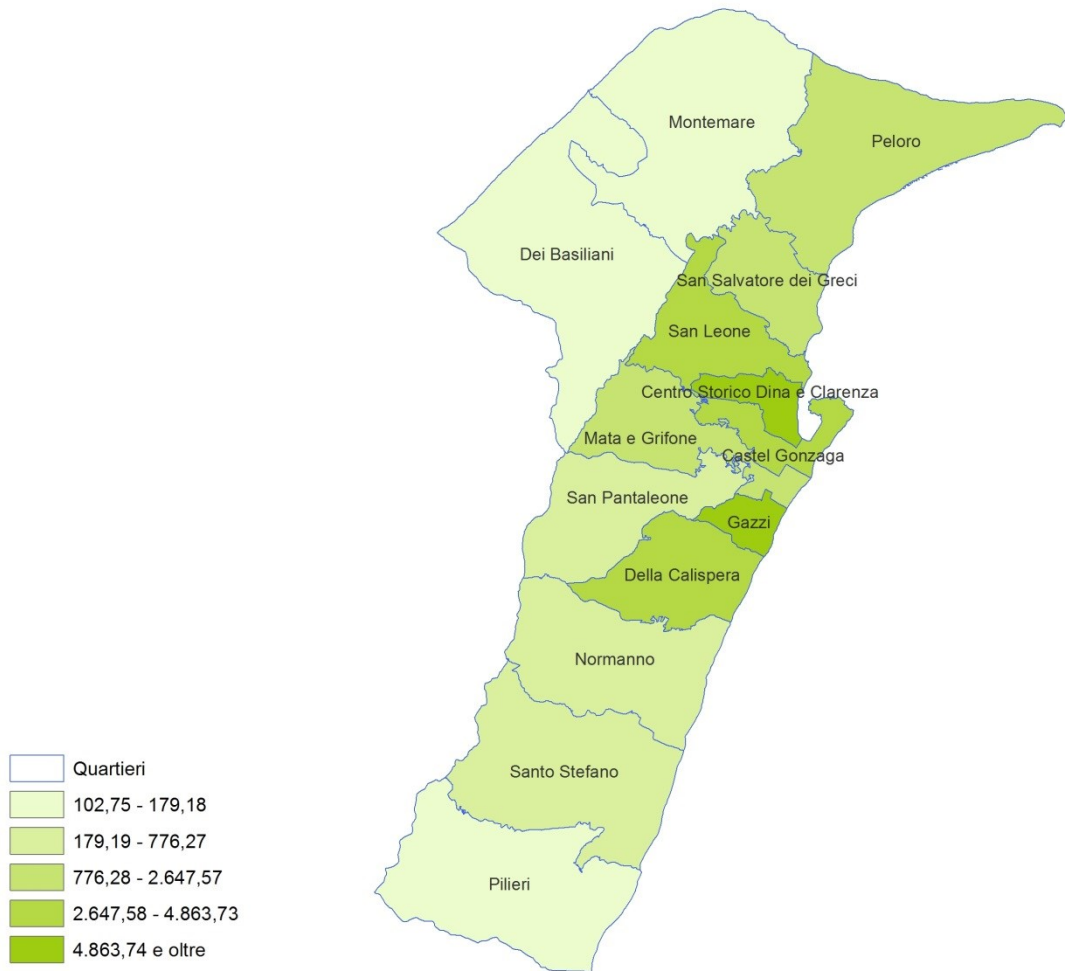 Montemare
Peloro
Dei Basiliani
San Salvatore dei Greci
San Leone
Centro Storico Dina e Clarenza
Mata e Grifone
Castel Gonzaga
San Pantaleone
Gazzi
Della Calispera
Normanno
Santo Stefano
Pilieri
Quartieri
102,75 - 179,18
179,19 - 776,27
776,28 - 2.647,57
2.647,58 - 4.863,73
4.863,74 e oltre